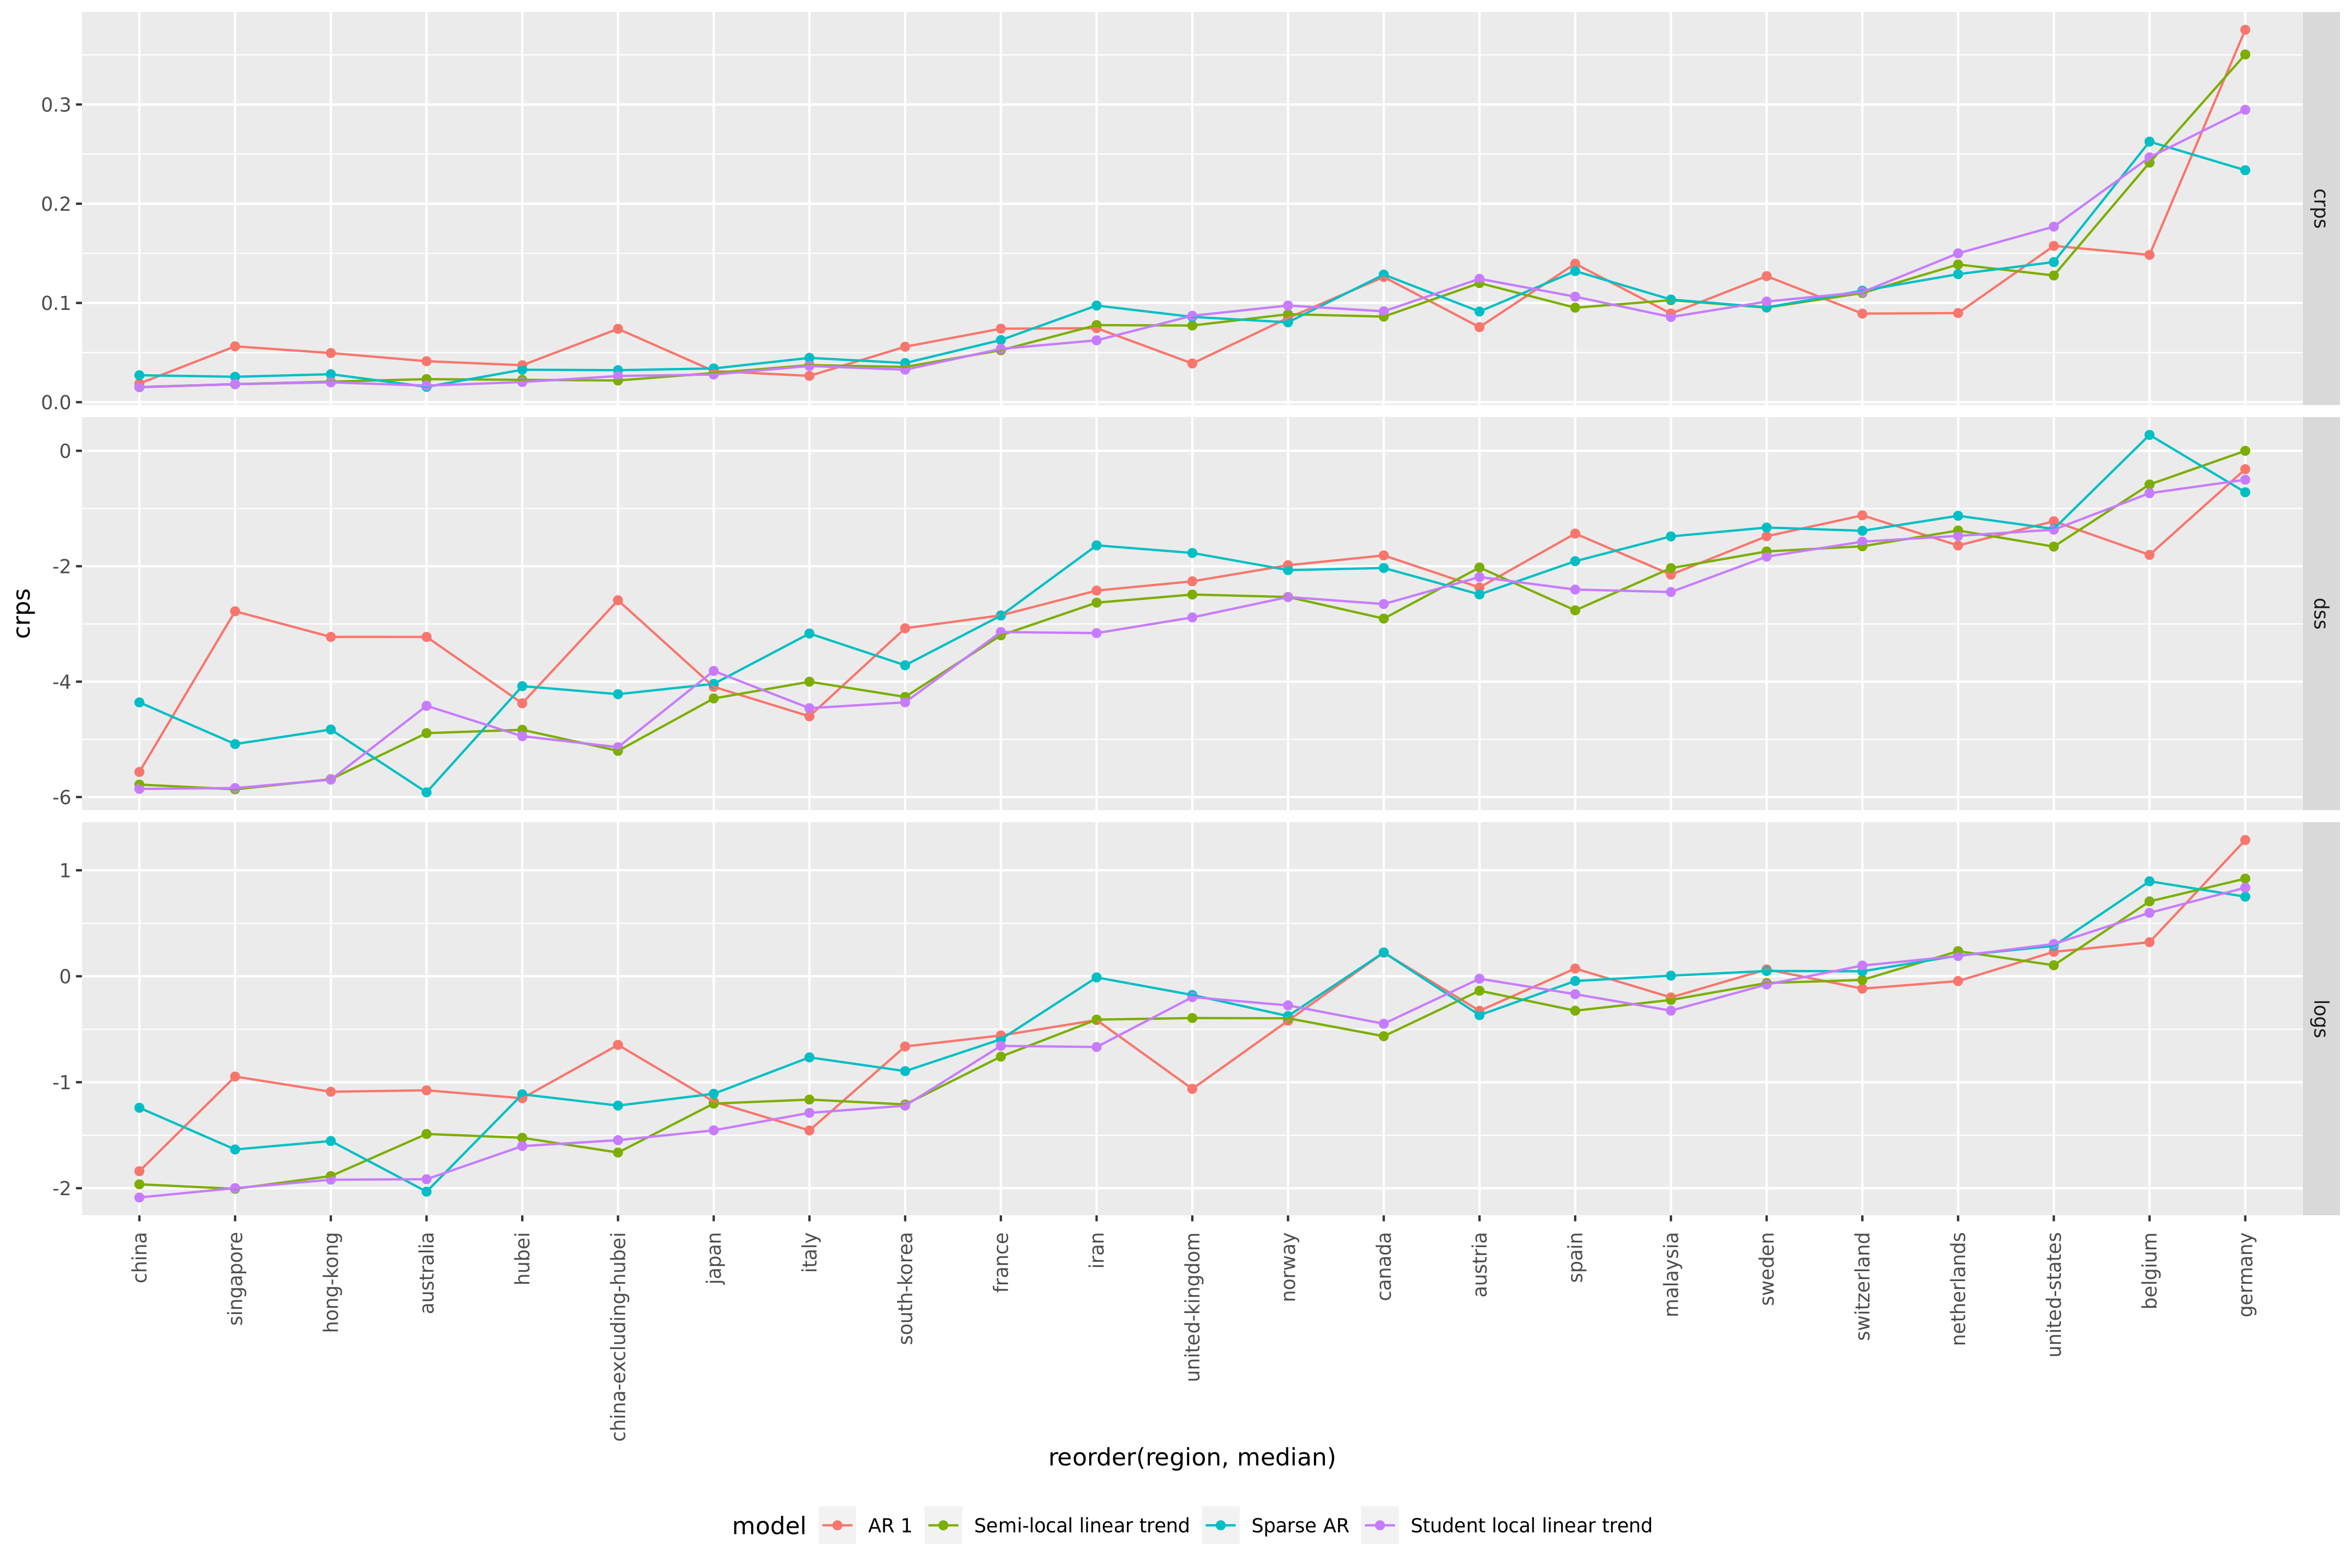 0.3
0.2
0.1
0.0
crps
0
-2
-4
-6
dss
1
0
-1
-2
logs
crps
china
singapore
hong-kong
australia
hubei
china-excluding-hubei
japan
italy
south-korea
france
iran
united-kingdom
norway
canada
austria
spain
malaysia
sweden
switzerland
netherlands
united-states
belgium
germany
reorder(region, median)
model AR 1 Semi-local linear trend Sparse AR Student local linear trend